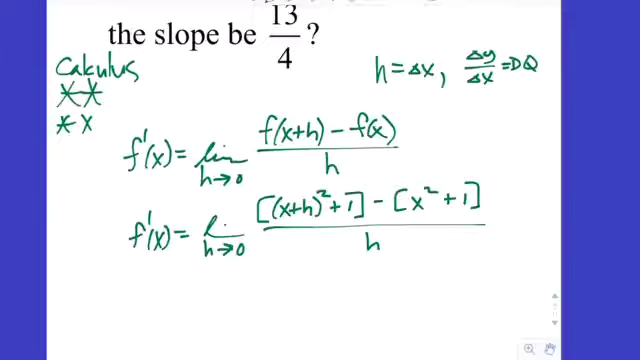 the slope be 13/4 ?
Calculus
h = Δx, Δy/Δx = DQ
f'(x) = lim h→0 f(x+h) − f(x) / h
f'(x) = lim h→0 [(x+h)² + 1] − [x² + 1] / h